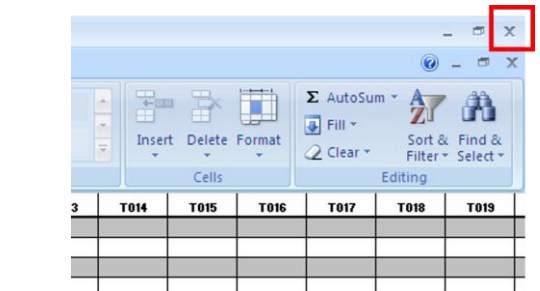 Σ AutoSum
Fill
Clear
Insert Delete Format
Sort & Filter
Find & Select
Cells
Editing
3 T014 T015 T016 T017 T018 T019